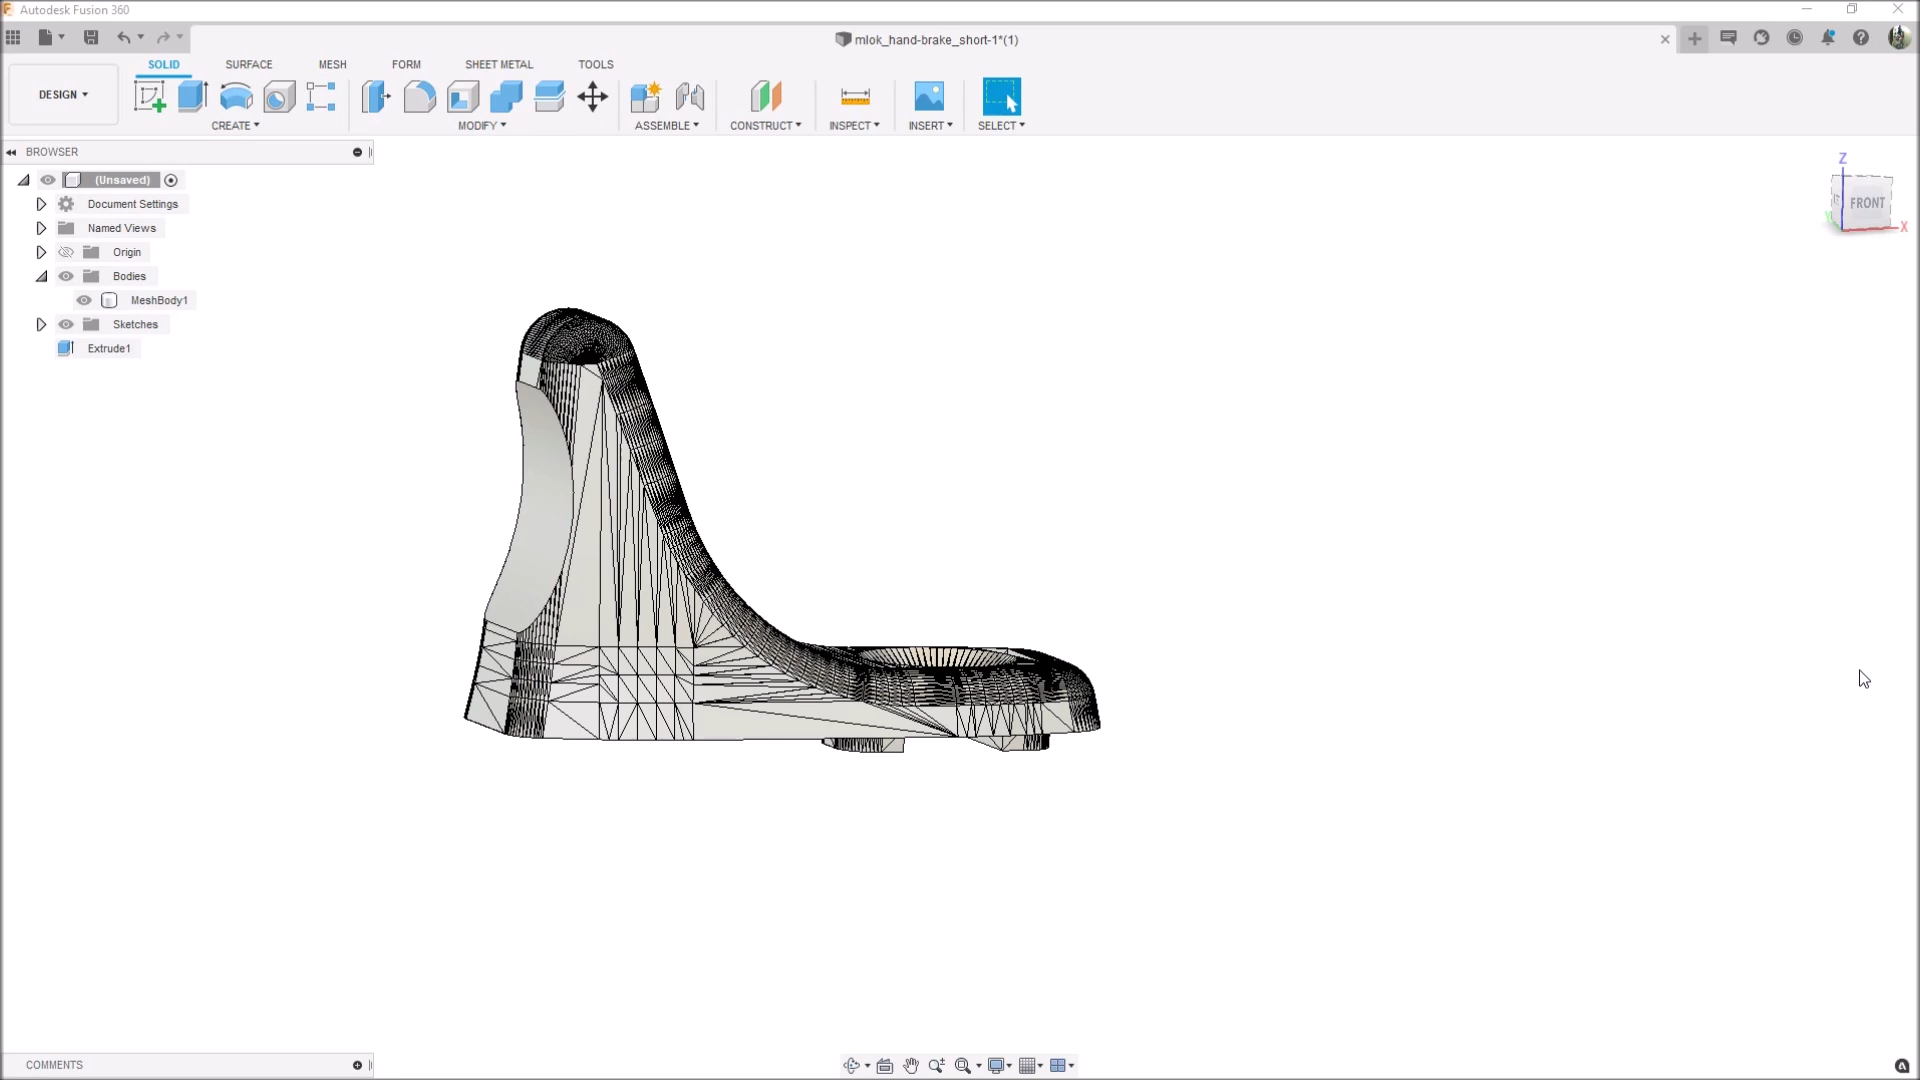 Autodesk Fusion 360
mlok_hand-brake_short-1*(1)
DESIGN
SOLID SURFACE MESH FORM SHEET METAL TOOLS
CREATE MODIFY ASSEMBLE CONSTRUCT INSPECT INSERT SELECT
BROWSER
(Unsaved)
Document Settings
Named Views
Origin
Bodies
MeshBody1
Sketches
Extrude1
Z
FRONT
X
COMMENTS